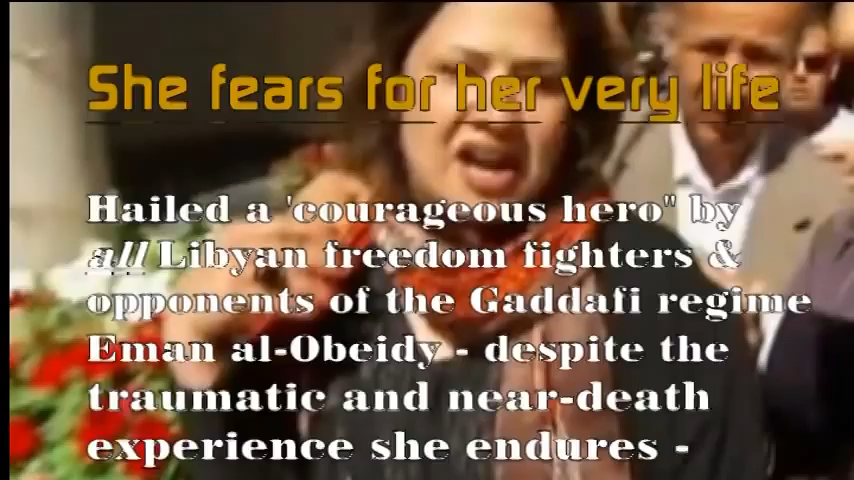 She fears for her very life
Hailed a 'courageous hero" by
all Libyan freedom fighters &
opponents of the Gaddafi regime
Eman al-Obeidy - despite the
traumatic and near-death
experience she endures -